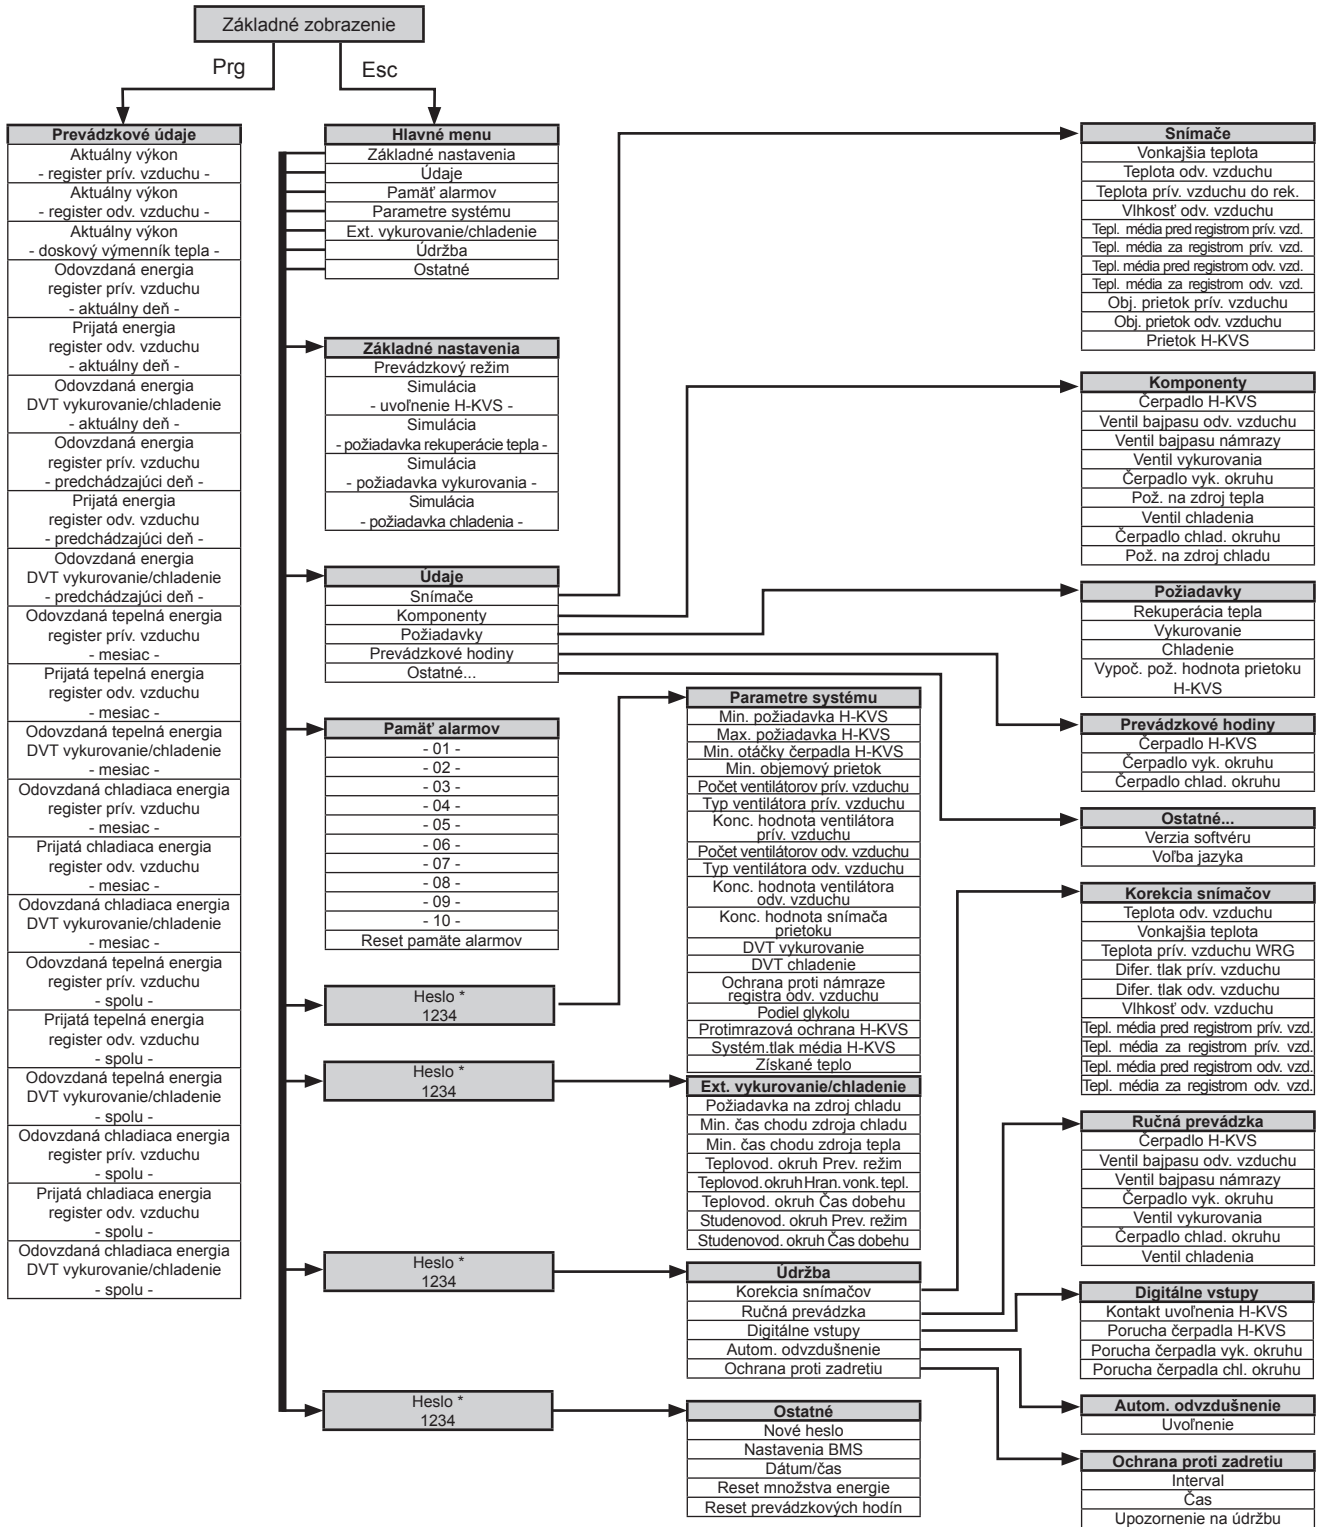 Základné zobrazenie
Prg
Esc
Prevádzkové údaje
Aktuálny výkon
- register prív. vzduchu -
Aktuálny výkon
- register odv. vzduchu -
Aktuálny výkon
- doskový výmenník tepla -
Odovzdaná energia
register prív. vzduchu
- aktuálny deň -
Prijatá energia
register odv. vzduchu
- aktuálny deň -
Odovzdaná energia
DVT vykurovanie/chladenie
- aktuálny deň -
Odovzdaná energia
register prív. vzduchu
- predchádzajúci deň -
Prijatá energia
register odv. vzduchu
- predchádzajúci deň -
Odovzdaná energia
DVT vykurovanie/chladenie
- predchádzajúci deň -
Odovzdaná tepelná energia
register prív. vzduchu
- mesiac -
Prijatá tepelná energia
register odv. vzduchu
- mesiac -
Odovzdaná tepelná energia
DVT vykurovanie/chladenie
- mesiac -
Odovzdaná chladiaca energia
register prív. vzduchu
- mesiac -
Prijatá chladiaca energia
register odv. vzduchu
- mesiac -
Odovzdaná chladiaca energia
DVT vykurovanie/chladenie
- mesiac -
Odovzdaná tepelná energia
register prív. vzduchu
- spolu -
Prijatá tepelná energia
register odv. vzduchu
- spolu -
Odovzdaná tepelná energia
DVT vykurovanie/chladenie
- spolu -
Odovzdaná chladiaca energia
register prív. vzduchu
- spolu -
Prijatá chladiaca energia
register odv. vzduchu
- spolu -
Odovzdaná chladiaca energia
DVT vykurovanie/chladenie
- spolu -
Hlavné menu
Základné nastavenia
Údaje
Pamäť alarmov
Parametre systému
Ext. vykurovanie/chladenie
Údržba
Ostatné
Základné nastavenia
Prevádzkový režim
Simulácia
- uvoľnenie H-KVS -
Simulácia
- požiadavka rekuperácie tepla -
Simulácia
- požiadavka vykurovania -
Simulácia
- požiadavka chladenia -
Údaje
Snímače
Komponenty
Požiadavky
Prevádzkové hodiny
Ostatné...
Pamäť alarmov
- 01 -
- 02 -
- 03 -
- 04 -
- 05 -
- 06 -
- 07 -
- 08 -
- 09 -
- 10 -
Reset pamäte alarmov
Heslo *
1234
Heslo *
1234
Heslo *
1234
Heslo *
1234
Parametre systému
Min. požiadavka H-KVS
Max. požiadavka H-KVS
Min. otáčky čerpadla H-KVS
Min. objemový prietok
Počet ventilátorov prív. vzduchu
Typ ventilátora prív. vzduchu
Konc. hodnota ventilátora
prív. vzduchu
Počet ventilátorov odv. vzduchu
Typ ventilátora odv. vzduchu
Konc. hodnota ventilátora
odv. vzduchu
Konc. hodnota snímača
prietoku
DVT vykurovanie
DVT chladenie
Ochrana proti námraze
registra odv. vzduchu
Podiel glykolu
Protimrazová ochrana H-KVS
Systém.tlak média H-KVS
Získané teplo
Ext. vykurovanie/chladenie
Požiadavka na zdroj chladu
Min. čas chodu zdroja chladu
Min. čas chodu zdroja tepla
Teplovod. okruh Prev. režim
Teplovod. okruh Hran. vonk. tepl.
Teplovod. okruh Čas dobehu
Studenovod. okruh Prev. režim
Studenovod. okruh Čas dobehu
Údržba
Korekcia snímačov
Ručná prevádzka
Digitálne vstupy
Autom. odvzdušnenie
Ochrana proti zadretiu
Ostatné
Nové heslo
Nastavenia BMS
Dátum/čas
Reset množstva energie
Reset prevádzkových hodín
Snímače
Vonkajšia teplota
Teplota odv. vzduchu
Teplota prív. vzduchu do rek.
Vlhkosť odv. vzduchu
Tepl. média pred registrom prív. vzd.
Tepl. média za registrom prív. vzd.
Tepl. média pred registrom odv. vzd.
Tepl. média za registrom odv. vzd.
Obj. prietok prív. vzduchu
Obj. prietok odv. vzduchu
Prietok H-KVS
Komponenty
Čerpadlo H-KVS
Ventil bajpasu odv. vzduchu
Ventil bajpasu námrazy
Ventil vykurovania
Čerpadlo vyk. okruhu
Pož. na zdroj tepla
Ventil chladenia
Čerpadlo chlad. okruhu
Pož. na zdroj chladu
Požiadavky
Rekuperácia tepla
Vykurovanie
Chladenie
Vypoč. pož. hodnota prietoku
H-KVS
Prevádzkové hodiny
Čerpadlo H-KVS
Čerpadlo vyk. okruhu
Čerpadlo chlad. okruhu
Ostatné...
Verzia softvéru
Voľba jazyka
Korekcia snímačov
Teplota odv. vzduchu
Vonkajšia teplota
Teplota prív. vzduchu WRG
Difer. tlak prív. vzduchu
Difer. tlak odv. vzduchu
Vlhkosť odv. vzduchu
Tepl. média pred registrom prív. vzd.
Tepl. média za registrom prív. vzd.
Tepl. média pred registrom odv. vzd.
Tepl. média za registrom odv. vzd.
Ručná prevádzka
Čerpadlo H-KVS
Ventil bajpasu odv. vzduchu
Ventil bajpasu námrazy
Čerpadlo vyk. okruhu
Ventil vykurovania
Čerpadlo chlad. okruhu
Ventil chladenia
Digitálne vstupy
Kontakt uvoľnenia H-KVS
Porucha čerpadla H-KVS
Porucha čerpadla vyk. okruhu
Porucha čerpadla chl. okruhu
Autom. odvzdušnenie
Uvoľnenie
Ochrana proti zadretiu
Interval
Čas
Upozornenie na údržbu